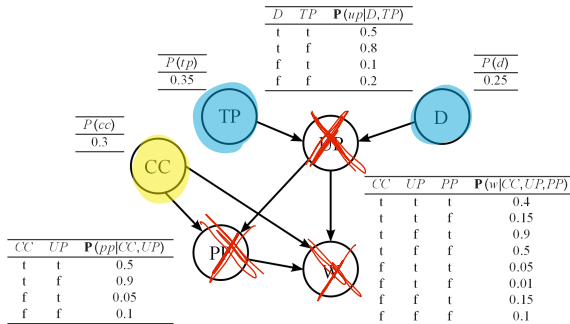 D TP P(up|D,TP)
t t 0.5
t f 0.8
f t 0.1
f f 0.2
P(tp)
0.35
P(d)
0.25
TP
D
UP
P(cc)
0.3
CC
CC UP PP P(w|CC,UP,PP)
t t t 0.4
t t f 0.15
t f t 0.9
t f f 0.5
f t t 0.05
f t f 0.01
f f t 0.15
f f f 0.1
CC UP P(pp|CC,UP)
t t 0.5
t f 0.9
f t 0.05
f f 0.1
PP
W